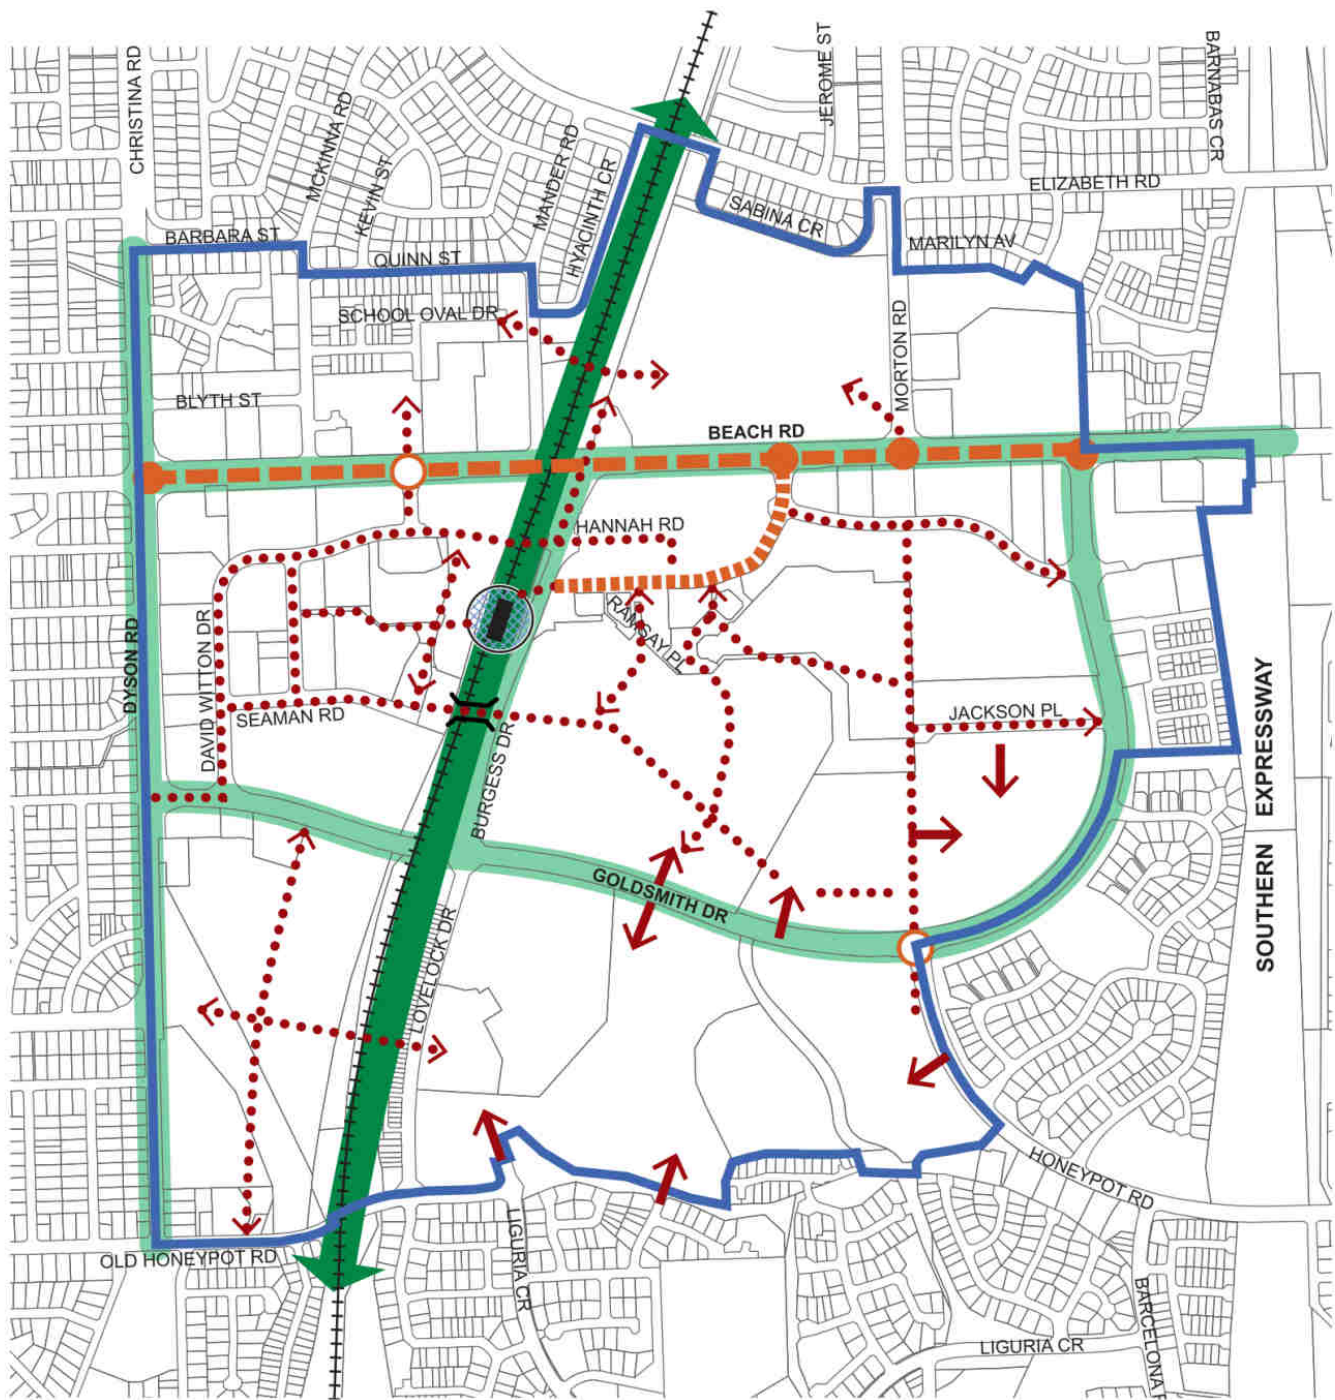 JEROME ST
BARNABAS CR
CHRISTINA RD
MCKINNA RD
KEVIN ST
MANDER RD
HYACINTH CR
ELIZABETH RD
SABINA CR
BARBARA ST
MARILYN AV
QUINN ST
SCHOOL OVAL DR
MORTON RD
BLYTH ST
BEACH RD
HANNAH RD
RAMSAY PL
DYSON RD
DAVID WITTON DR
SEAMAN RD
JACKSON PL
BURGESS DR
SOUTHERN EXPRESSWAY
GOLDSMITH DR
LOVELOCK DR
HONEYPOT RD
OLD HONEYPOT RD
LIGURIA CR
BARCELONA
LIGURIA CR